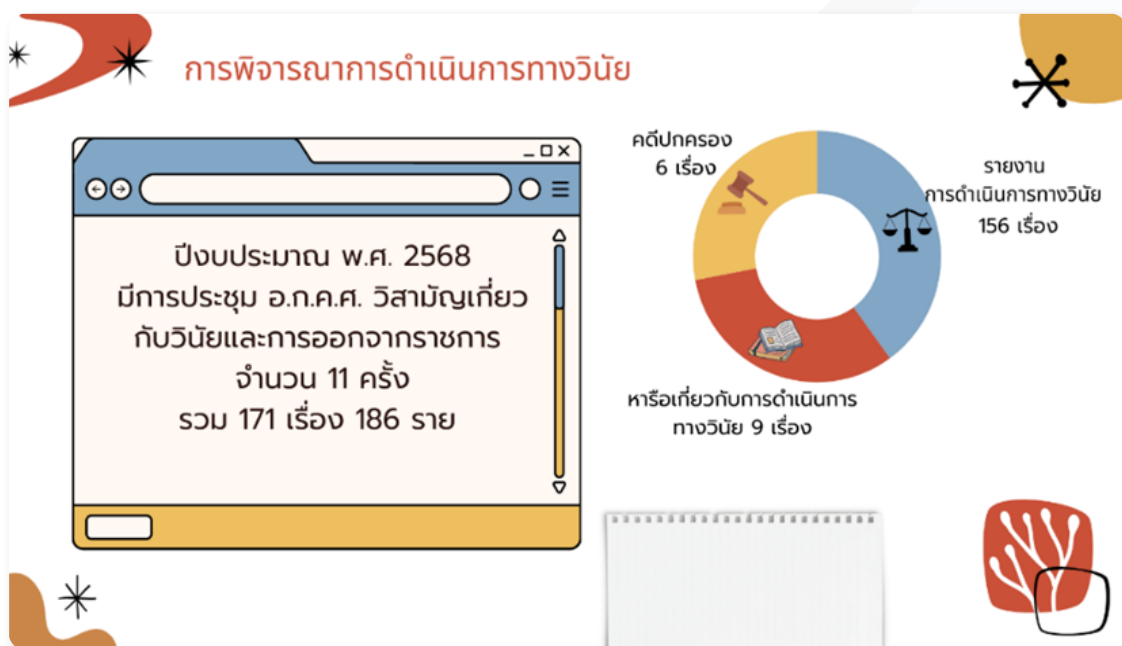 การพิจารณาการดำเนินการทางวินัย
ปีงบประมาณ พ.ศ. 2568
มีการประชุม อ.ก.ค.ศ. วิสามัญเกี่ยว
กับวินัยและการออกจากราชการ
จำนวน 11 ครั้ง
รวม 171 เรื่อง 186 ราย
คดีปกครอง
6 เรื่อง
รายงาน
การดำเนินการทางวินัย
156 เรื่อง
หารือเกี่ยวกับการดำเนินการ
ทางวินัย 9 เรื่อง